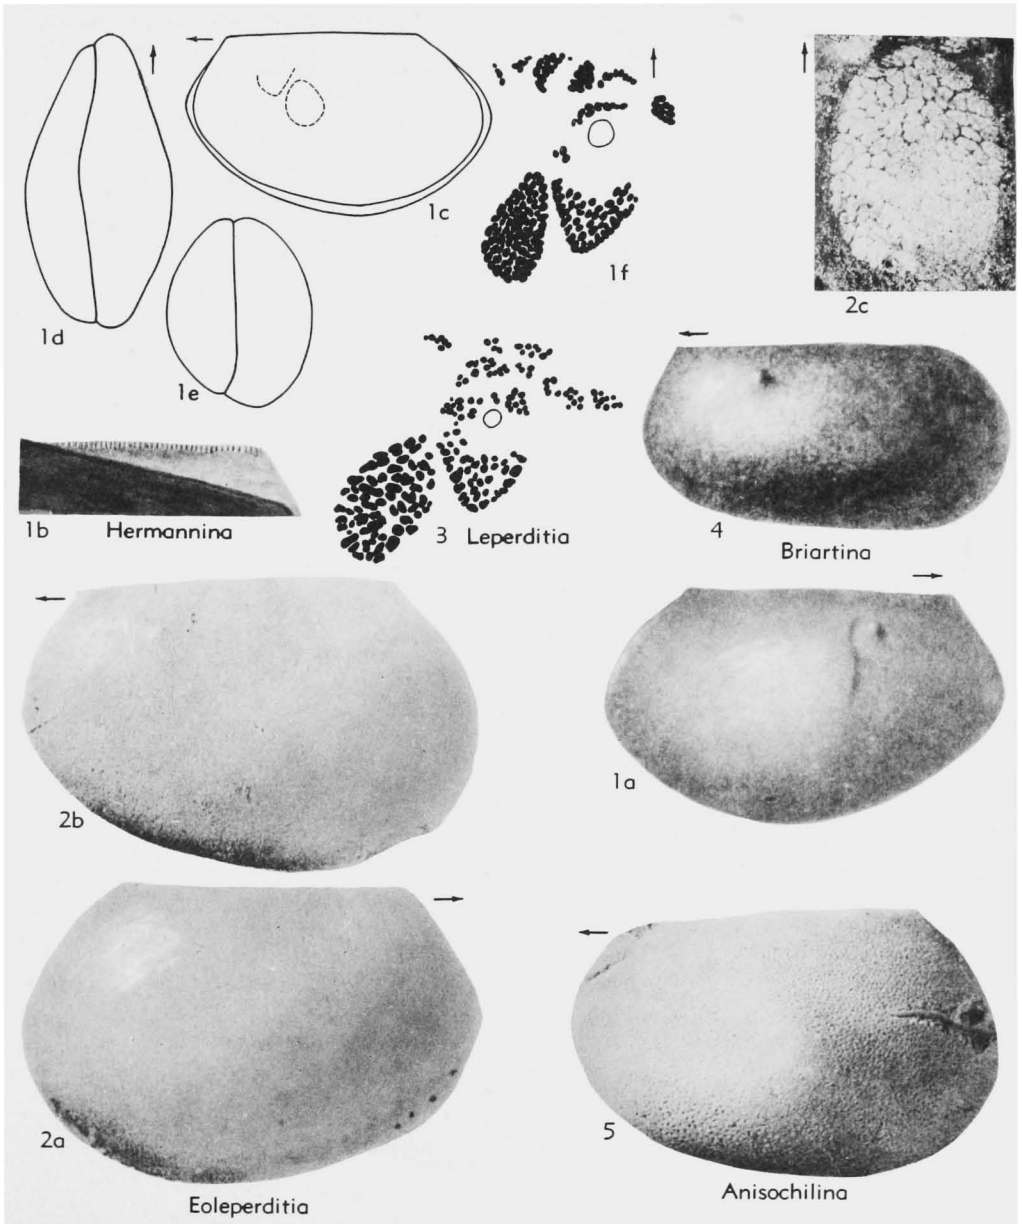 1d
1c
1e
1f
2c
1b Hermannina
3 Leperditia
4
Briartina
2b
1a
2a
5
Eoleperditia
Anisochilina